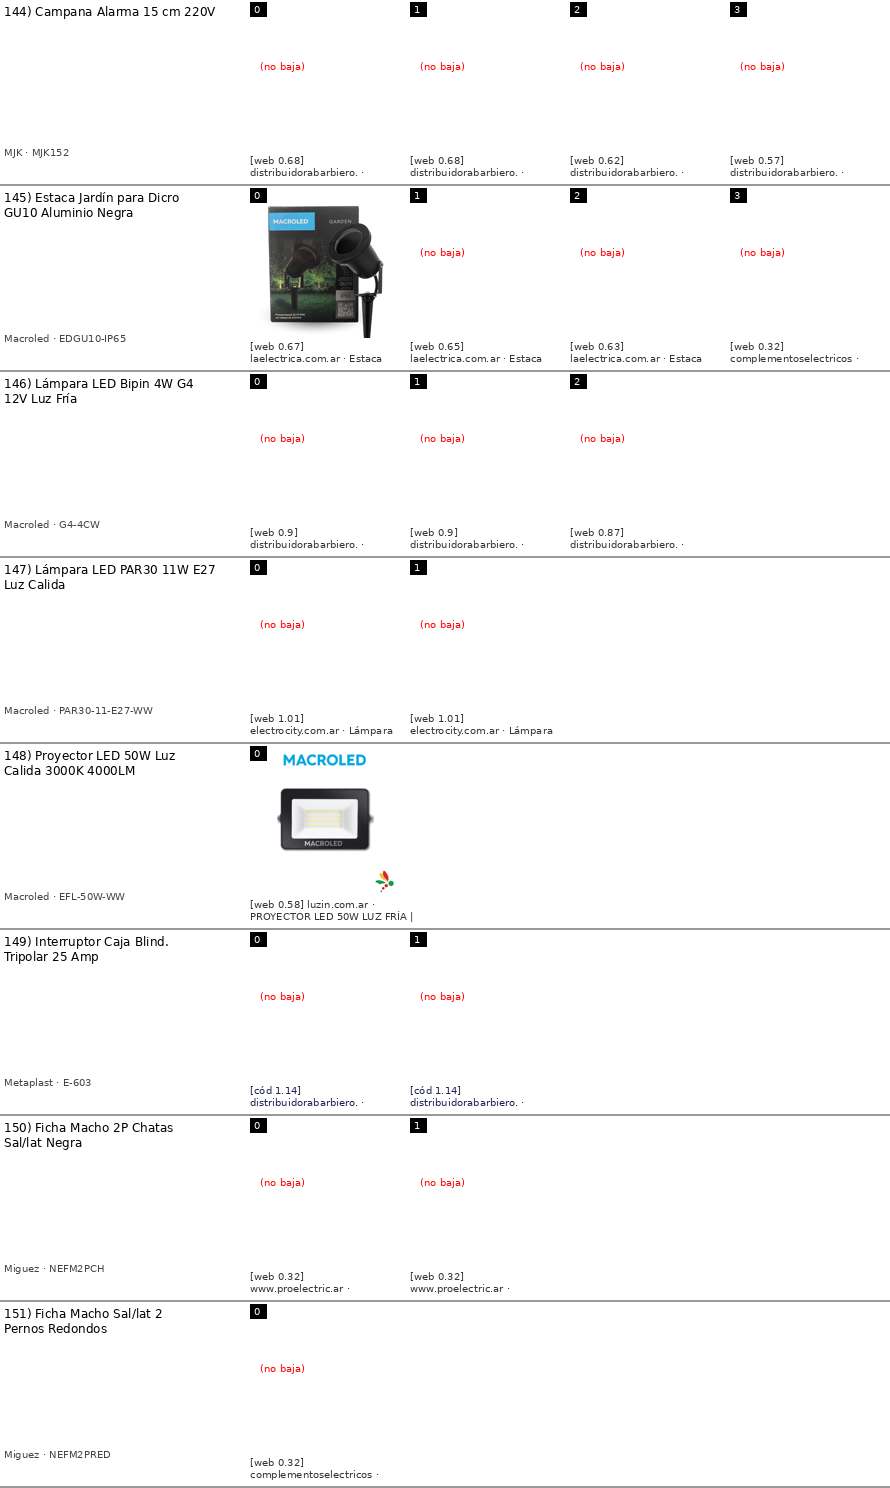 144) Campana Alarma 15 cm 220V
0
1
2
3
(no baja)
(no baja)
(no baja)
(no baja)
MJK · MJK152
[web 0.68]
distribuidorabarbiero. ·
[web 0.68]
distribuidorabarbiero. ·
[web 0.62]
distribuidorabarbiero. ·
[web 0.57]
distribuidorabarbiero. ·
145) Estaca Jardín para Dicro
GU10 Aluminio Negra
0
1
2
3
MACROLED
GARDEN
(no baja)
(no baja)
(no baja)
Macroled · EDGU10-IP65
[web 0.67]
laelectrica.com.ar · Estaca
[web 0.65]
laelectrica.com.ar · Estaca
[web 0.63]
laelectrica.com.ar · Estaca
[web 0.32]
complementoselectricos ·
146) Lámpara LED Bipin 4W G4
12V Luz Fría
0
1
2
(no baja)
(no baja)
(no baja)
Macroled · G4-4CW
[web 0.9]
distribuidorabarbiero. ·
[web 0.9]
distribuidorabarbiero. ·
[web 0.87]
distribuidorabarbiero. ·
147) Lámpara LED PAR30 11W E27
Luz Calida
0
1
(no baja)
(no baja)
Macroled · PAR30-11-E27-WW
[web 1.01]
electrocity.com.ar · Lámpara
[web 1.01]
electrocity.com.ar · Lámpara
148) Proyector LED 50W Luz
Calida 3000K 4000LM
0
MACROLED
MACROLED
Macroled · EFL-50W-WW
[web 0.58] luzin.com.ar ·
PROYECTOR LED 50W LUZ FRÍA |
149) Interruptor Caja Blind.
Tripolar 25 Amp
0
1
(no baja)
(no baja)
Metaplast · E-603
[cód 1.14]
distribuidorabarbiero. ·
[cód 1.14]
distribuidorabarbiero. ·
150) Ficha Macho 2P Chatas
Sal/lat Negra
0
1
(no baja)
(no baja)
Miguez · NEFM2PCH
[web 0.32]
www.proelectric.ar ·
[web 0.32]
www.proelectric.ar ·
151) Ficha Macho Sal/lat 2
Pernos Redondos
0
(no baja)
Miguez · NEFM2PRED
[web 0.32]
complementoselectricos ·